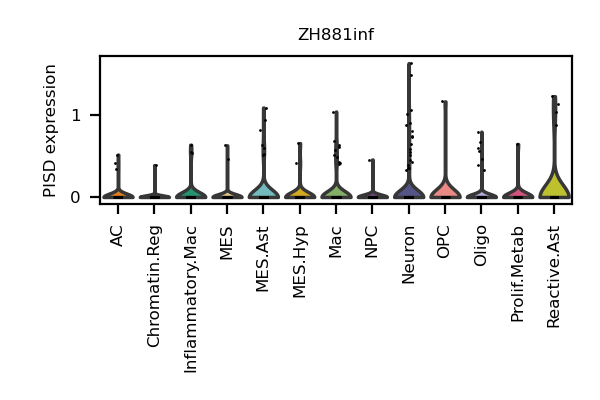 ZH881inf
PISD expression
1
0
AC
Chromatin.Reg
Inflammatory.Mac
MES
MES.Ast
MES.Hyp
Mac
NPC
Neuron
OPC
Oligo
Prolif.Metab
Reactive.Ast